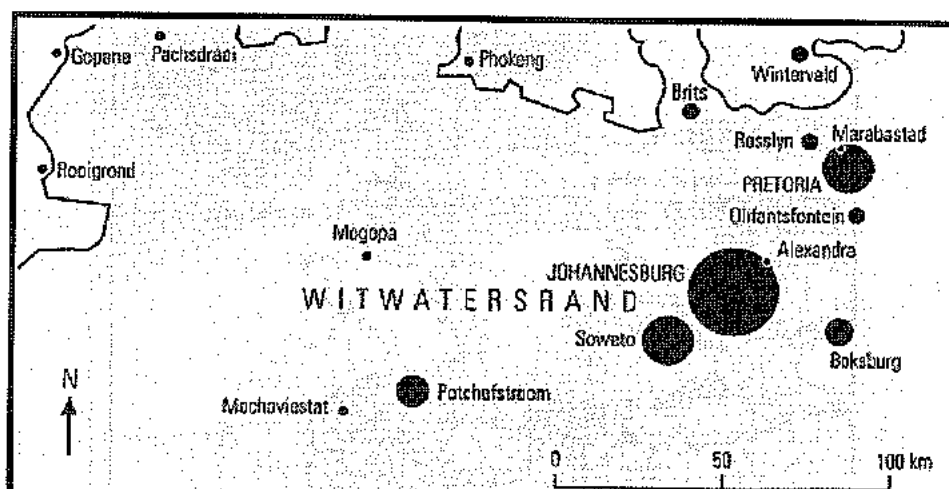 Gopane
Pachsdraai
Phokeng
Winterveld
Brits
Rosslyn
Marabastad
Rooigrond
PRETORIA
Olifantsfontein
Mogopa
Alexandra
JOHANNESBURG
WITWATERSRAND
Soweto
Boksburg
N
Potchefstroom
Machaviestat
0 50 100 km